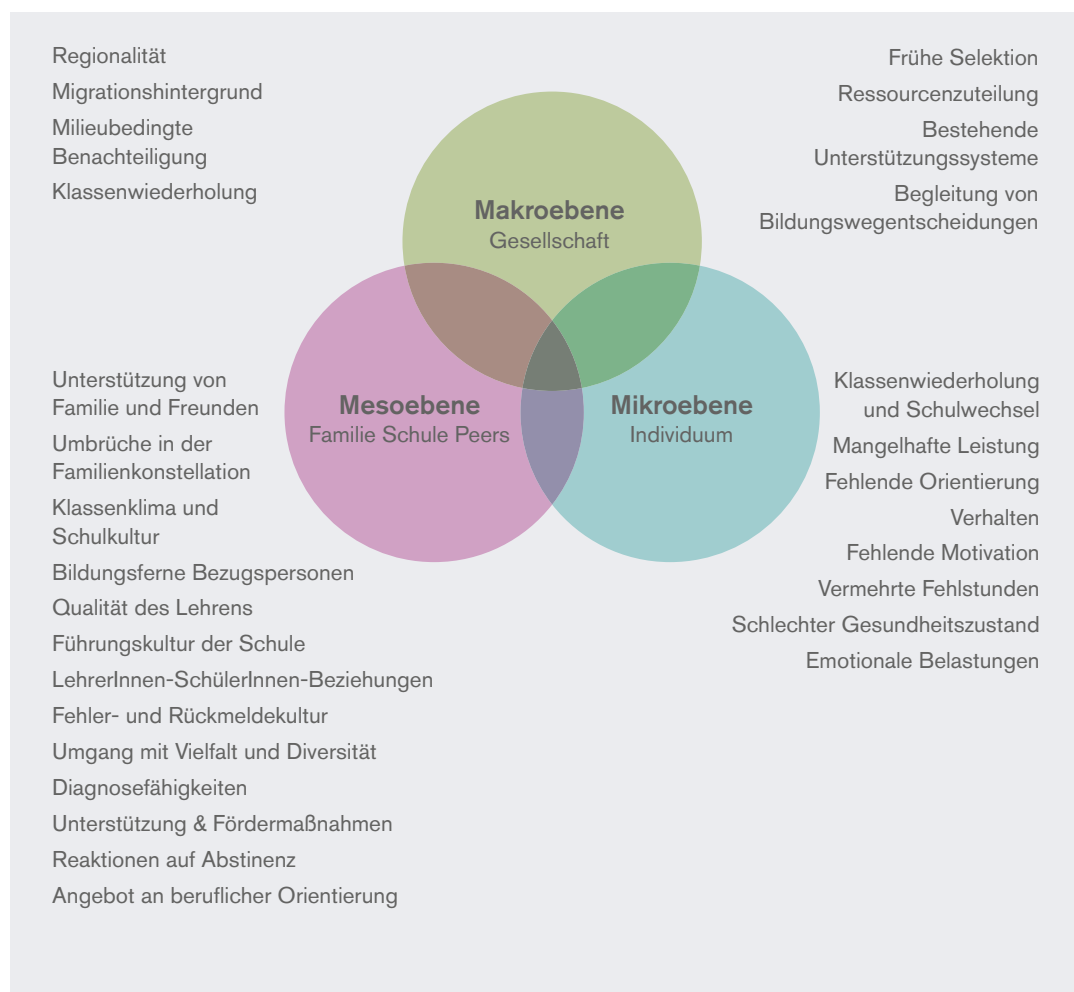 Regionalität
Migrationshintergrund
Milieubedingte
Benachteiligung
Klassenwiederholung
Frühe Selektion
Ressourcenzuteilung
Bestehende
Unterstützungssysteme
Begleitung von
Bildungswegentscheidungen
Makroebene
Gesellschaft
Mesoebene
Familie Schule Peers
Mikroebene
Individuum
Unterstützung von
Familie und Freunden
Umbrüche in der
Familienkonstellation
Klassenklima und
Schulkultur
Bildungsferne Bezugspersonen
Qualität des Lehrens
Führungskultur der Schule
LehrerInnen-SchülerInnen-Beziehungen
Fehler- und Rückmeldekultur
Umgang mit Vielfalt und Diversität
Diagnosefähigkeiten
Unterstützung & Fördermaßnahmen
Reaktionen auf Abstinenz
Angebot an beruflicher Orientierung
Klassenwiederholung
und Schulwechsel
Mangelhafte Leistung
Fehlende Orientierung
Verhalten
Fehlende Motivation
Vermehrte Fehlstunden
Schlechter Gesundheitszustand
Emotionale Belastungen